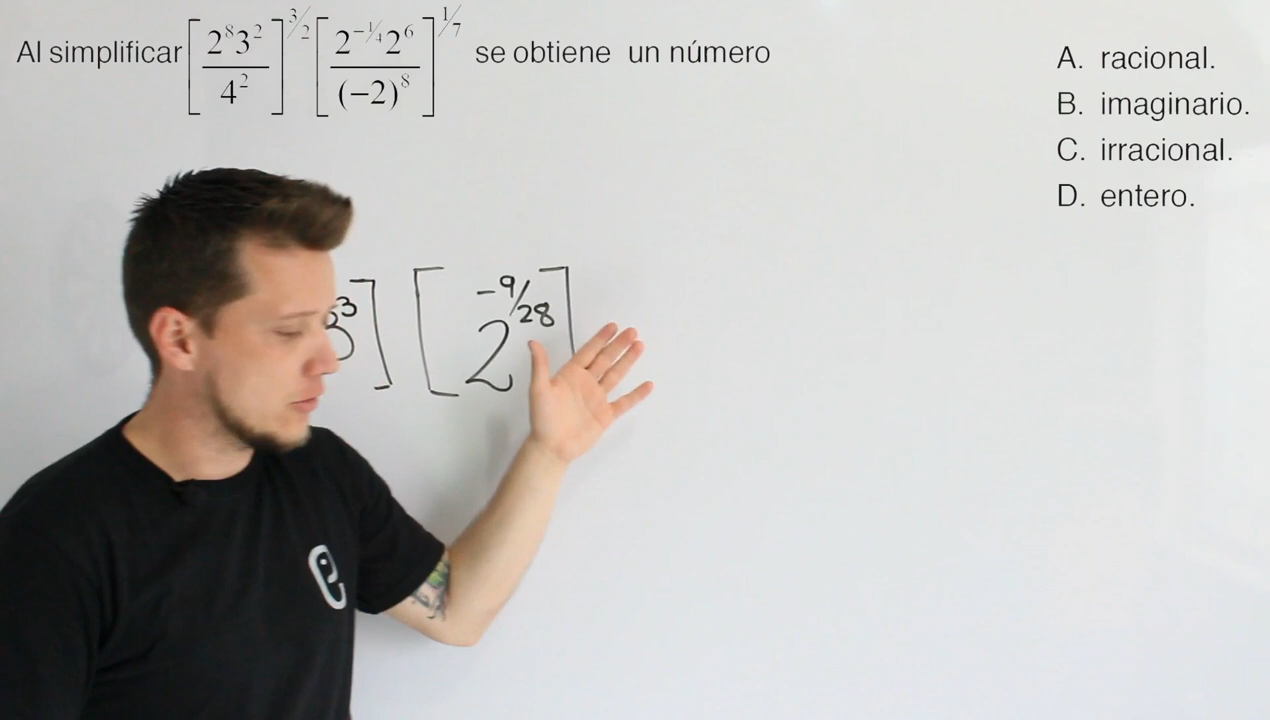 Al simplificar [2⁸3²/4²]^3/2 [2^-1/4 2⁶/(−2)⁸]^1/7 se obtiene un número
A. racional.
B. imaginario.
C. irracional.
D. entero.
3³] [2^-9/28]
e